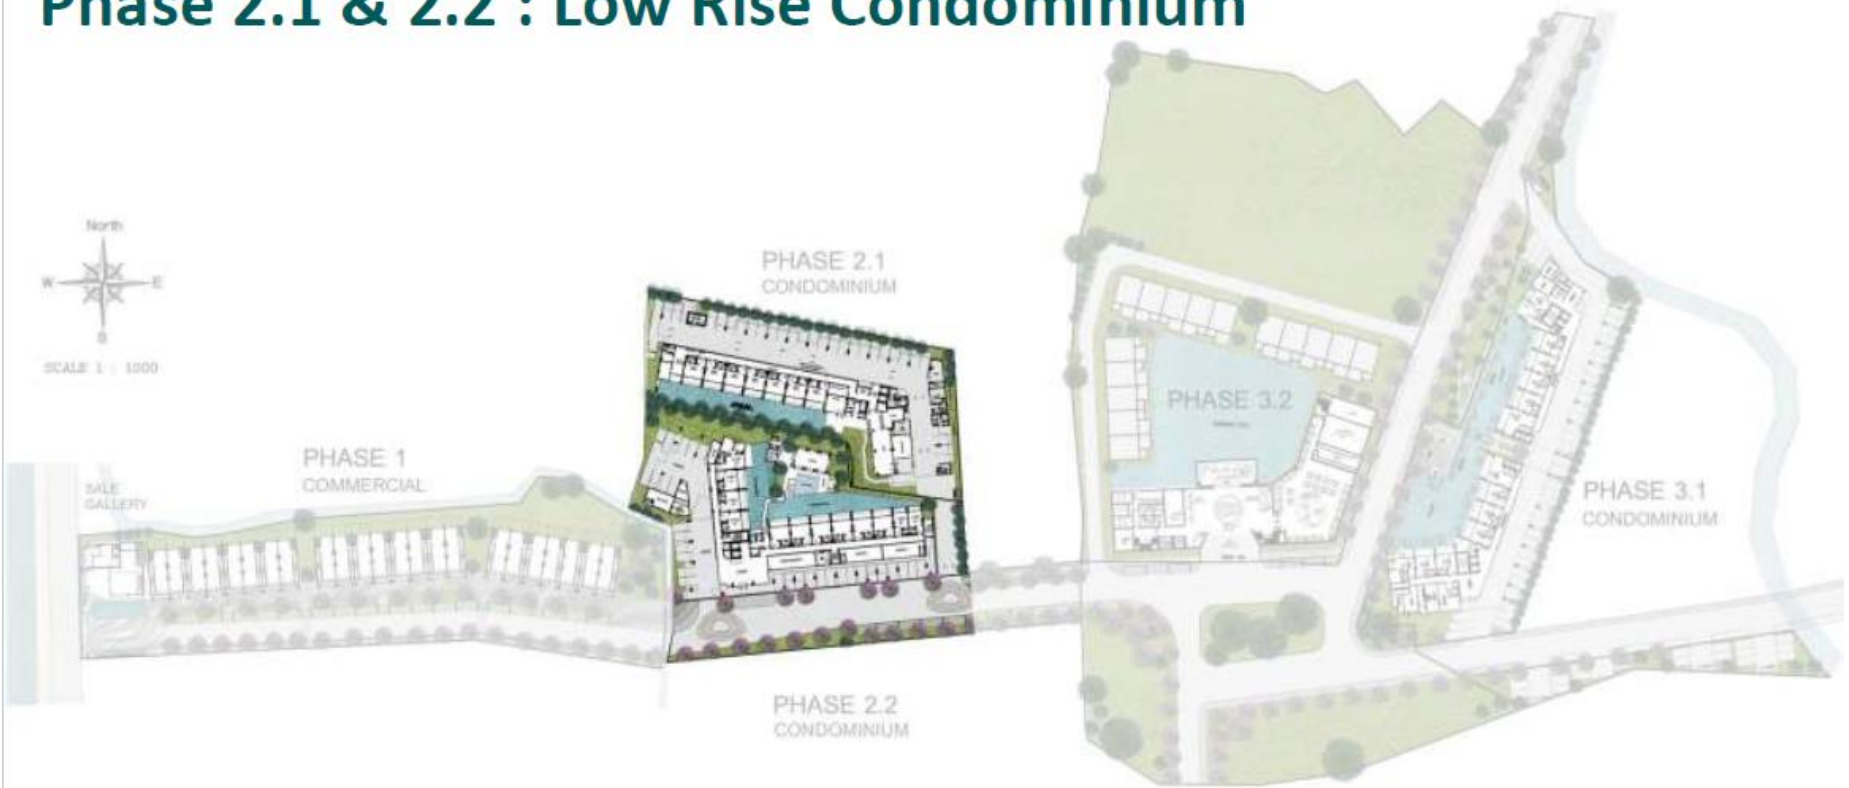 Phase 2.1 & 2.2 : Low Rise Condominium
North
W
E
S
SCALE 1 : 1000
PHASE 2.1
CONDOMINIUM
PHASE 1
COMMERCIAL
SALE
GALLERY
PHASE 3.2
PHASE 3.1
CONDOMINIUM
PHASE 2.2
CONDOMINIUM